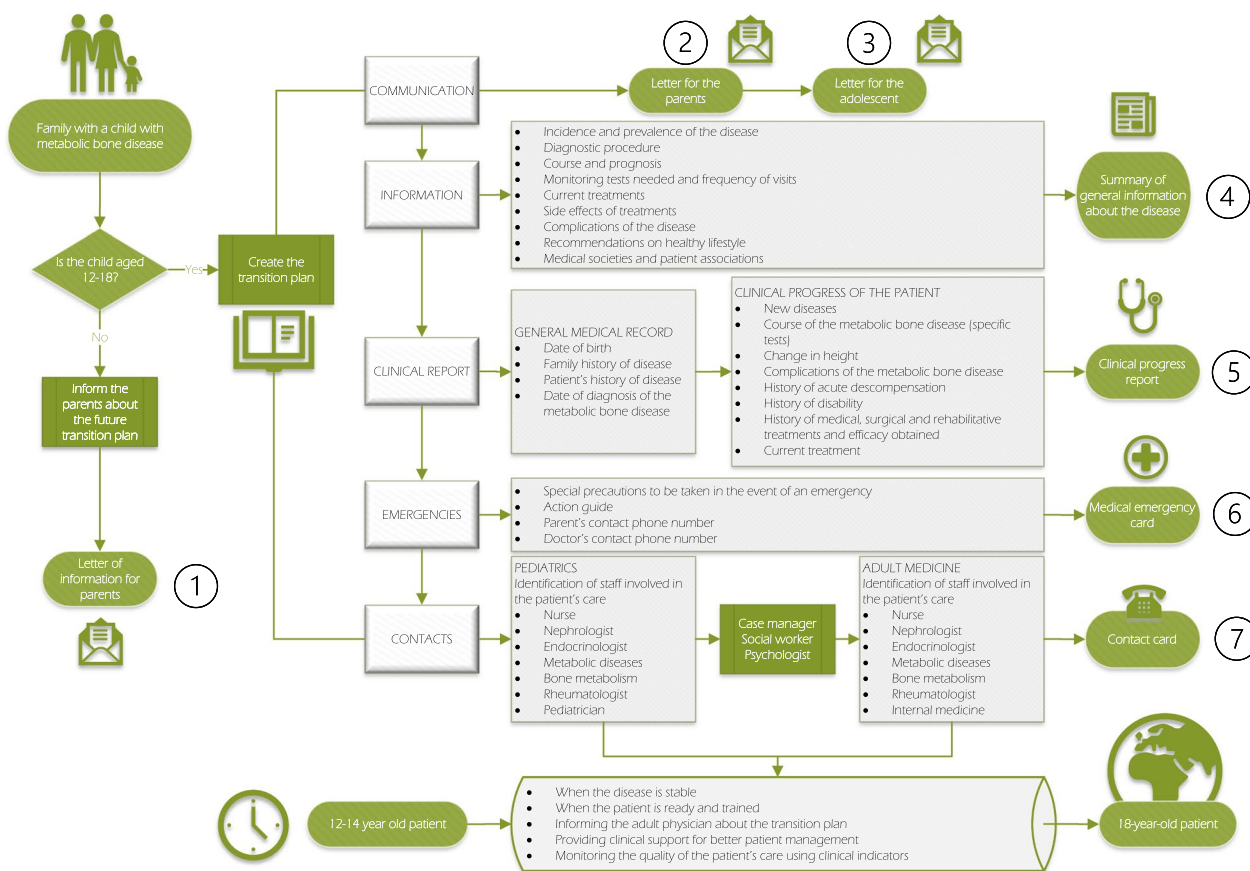 Family with a child with
metabolic bone disease
Is the child aged
12-18?
Yes
No
Inform the
parents about
the future
transition plan
Letter of
information for
parents
1
Create the
transition plan
COMMUNICATION
2
Letter for the
parents
3
Letter for the
adolescent
INFORMATION
• Incidence and prevalence of the disease
• Diagnostic procedure
• Course and prognosis
• Monitoring tests needed and frequency of visits
• Current treatments
• Side effects of treatments
• Complications of the disease
• Recommendations on healthy lifestyle
• Medical societies and patient associations
Summary of
general information
about the disease
4
CLINICAL REPORT
GENERAL MEDICAL RECORD
• Date of birth
• Family history of disease
• Patient's history of disease
• Date of diagnosis of the
metabolic bone disease
CLINICAL PROGRESS OF THE PATIENT
• New diseases
• Course of the metabolic bone disease (specific
tests)
• Change in height
• Complications of the metabolic bone disease
• History of acute descompensation
• History of disability
• History of medical, surgical and rehabilitative
treatments and efficacy obtained
• Current treatment
Clinical progress
report
5
EMERGENCIES
• Special precautions to be taken in the event of an emergency
• Action guide
• Parent's contact phone number
• Doctor's contact phone number
Medical emergency
card
6
CONTACTS
PEDIATRICS
Identification of staff involved in
the patient's care
• Nurse
• Nephrologist
• Endocrinologist
• Metabolic diseases
• Bone metabolism
• Rheumatologist
• Pediatrician
Case manager
Social worker
Psychologist
ADULT MEDICINE
Identification of staff involved in
the patient's care
• Nurse
• Nephrologist
• Endocrinologist
• Metabolic diseases
• Bone metabolism
• Rheumatologist
• Internal medicine
Contact card
7
12-14 year old patient
• When the disease is stable
• When the patient is ready and trained
• Informing the adult physician about the transition plan
• Providing clinical support for better patient management
• Monitoring the quality of the patient's care using clinical indicators
18-year-old patient